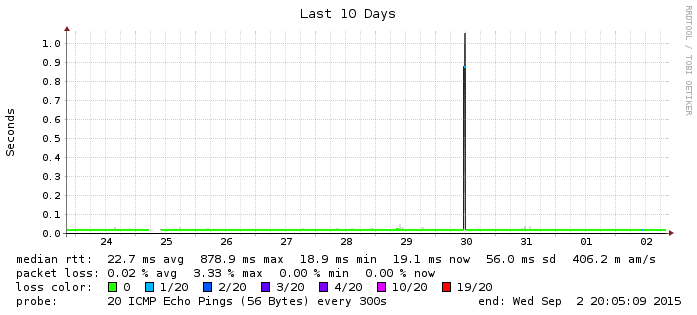 Last 10 Days
RRDTOOL / TOBI OETIKER
Seconds
1.0
0.9
0.8
0.7
0.6
0.5
0.4
0.3
0.2
0.1
0.0
24 25 26 27 28 29 30 31 01 02
median rtt: 22.7 ms avg 878.9 ms max 18.9 ms min 19.1 ms now 56.0 ms sd 406.2 m am/s
packet loss: 0.02 % avg 3.33 % max 0.00 % min 0.00 % now
loss color: 0 1/20 2/20 3/20 4/20 10/20 19/20
probe: 20 ICMP Echo Pings (56 Bytes) every 300s end: Wed Sep 2 20:05:09 2015